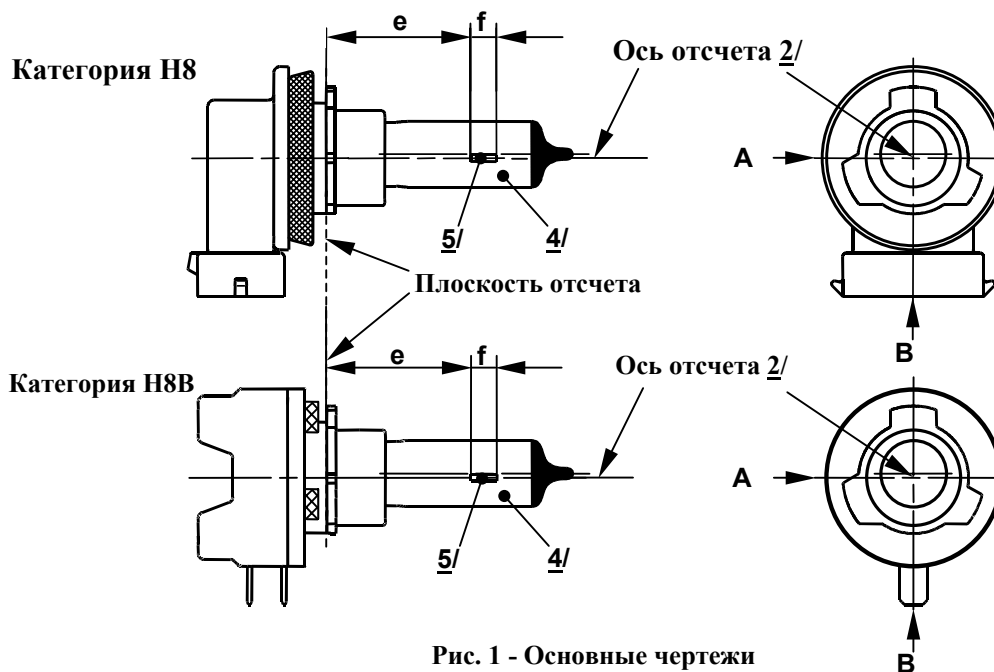 e f
Ось отсчета 2/
Категория H8
A
5/ 4/
Плоскость отсчета
B
e f
Ось отсчета 2/
Категория H8B
A
5/ 4/
Рис. 1 - Основные чертежи
B